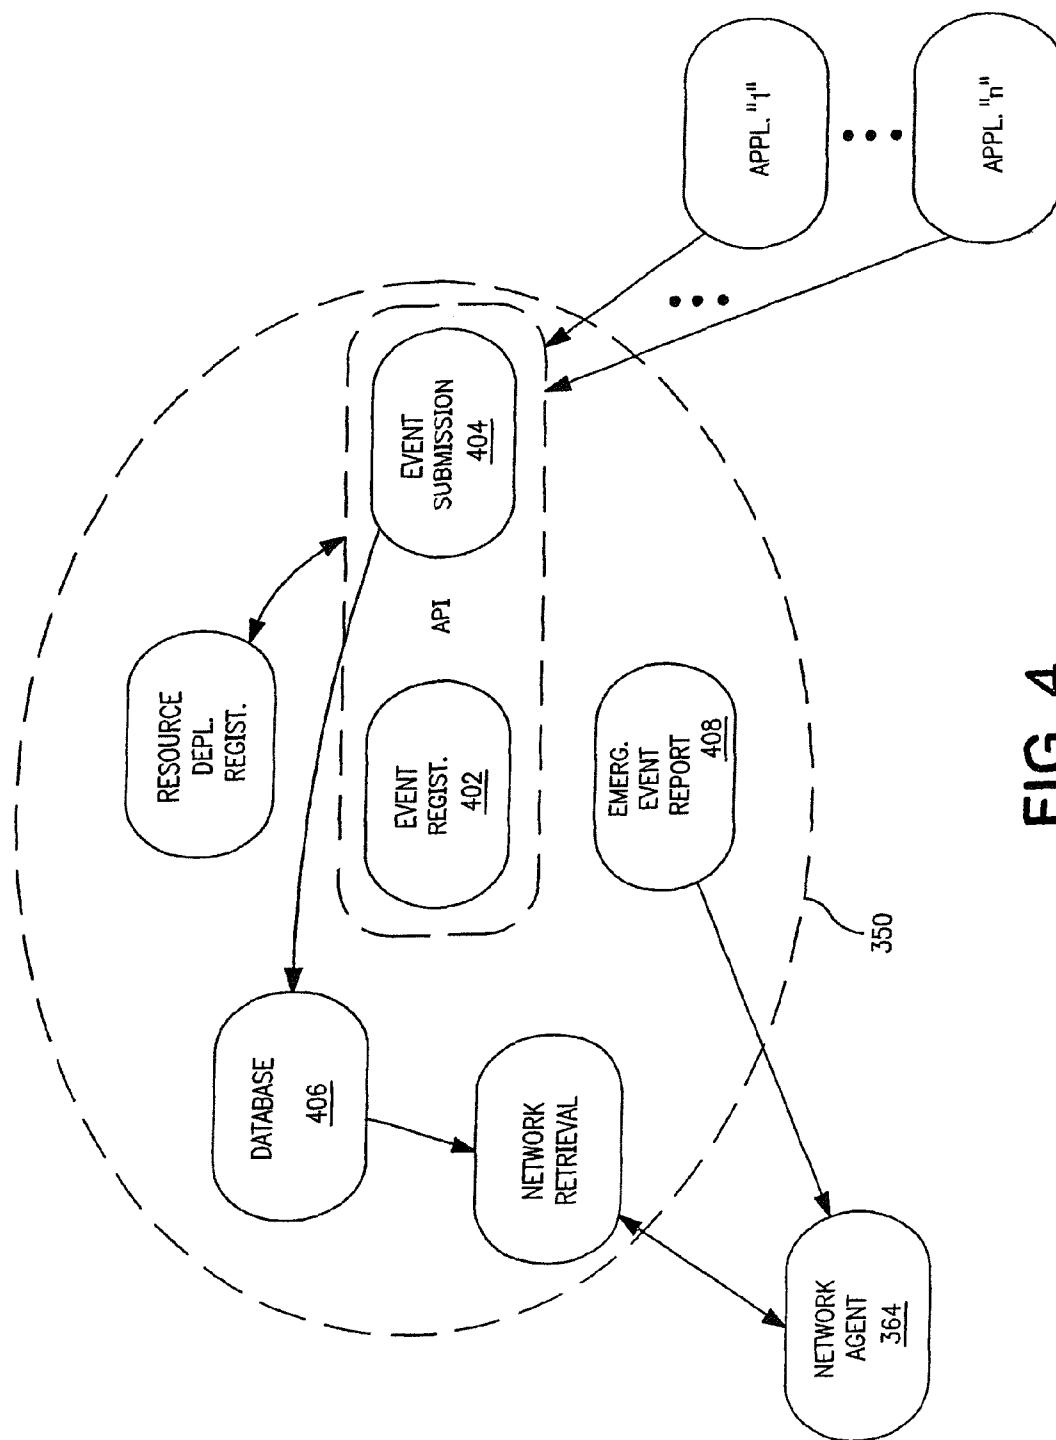 RESOURCE
DEPL.
REGIST.
DATABASE
406
EVENT
REGIST.
402
API
EVENT
SUBMISSION
404
NETWORK
RETRIEVAL
EMERG.
EVENT
REPORT
408
350
NETWORK
AGENT
364
APPL. "1"
APPL. "n"
FIG. 4